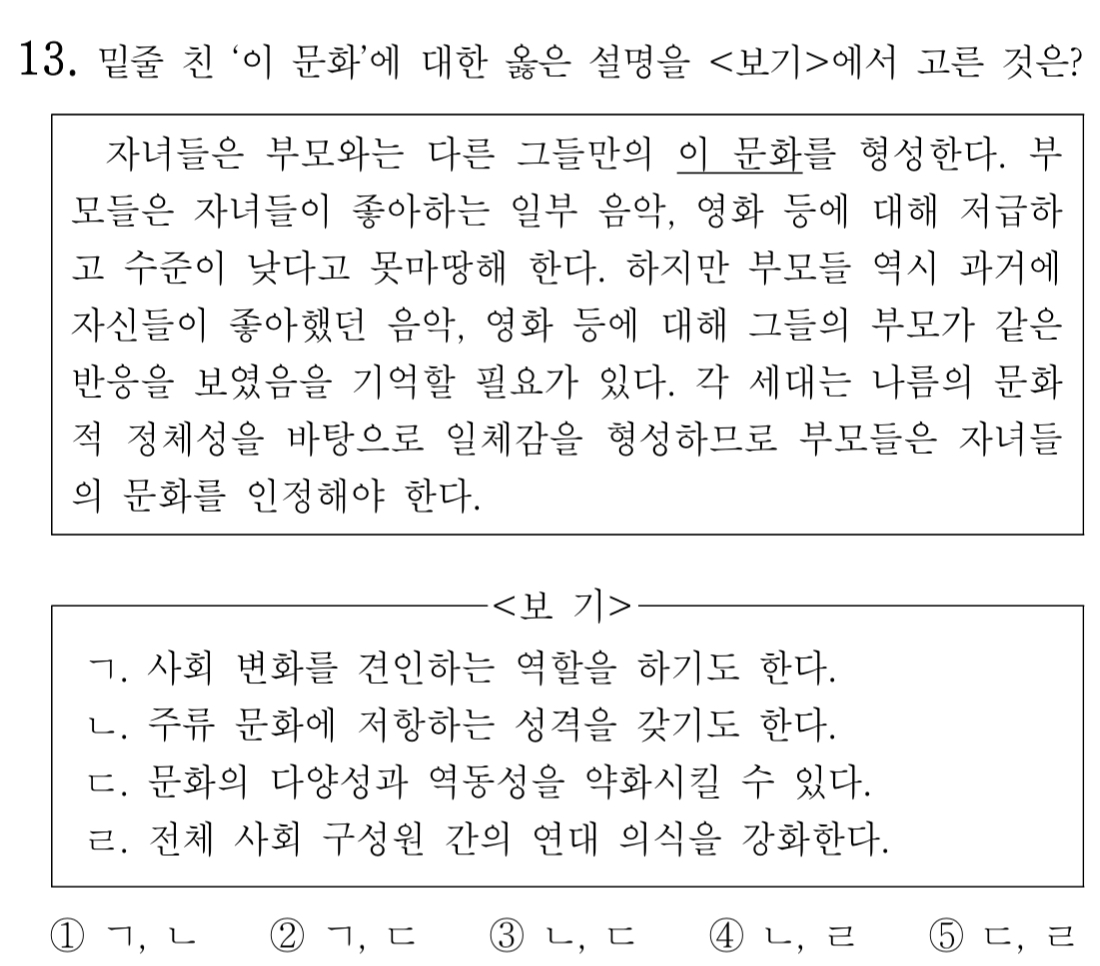 13. 밑줄 친 ‘이 문화’에 대한 옳은 설명을 <보기>에서 고른 것은?
자녀들은 부모와는 다른 그들만의 이 문화를 형성한다. 부
모들은 자녀들이 좋아하는 일부 음악, 영화 등에 대해 저급하
고 수준이 낮다고 못마땅해 한다. 하지만 부모들 역시 과거에
자신들이 좋아했던 음악, 영화 등에 대해 그들의 부모가 같은
반응을 보였음을 기억할 필요가 있다. 각 세대는 나름의 문화
적 정체성을 바탕으로 일체감을 형성하므로 부모들은 자녀들
의 문화를 인정해야 한다.
<보 기>
ㄱ. 사회 변화를 견인하는 역할을 하기도 한다.
ㄴ. 주류 문화에 저항하는 성격을 갖기도 한다.
ㄷ. 문화의 다양성과 역동성을 약화시킬 수 있다.
ㄹ. 전체 사회 구성원 간의 연대 의식을 강화한다.
① ㄱ, ㄴ ② ㄱ, ㄷ ③ ㄴ, ㄷ ④ ㄴ, ㄹ ⑤ ㄷ, ㄹ